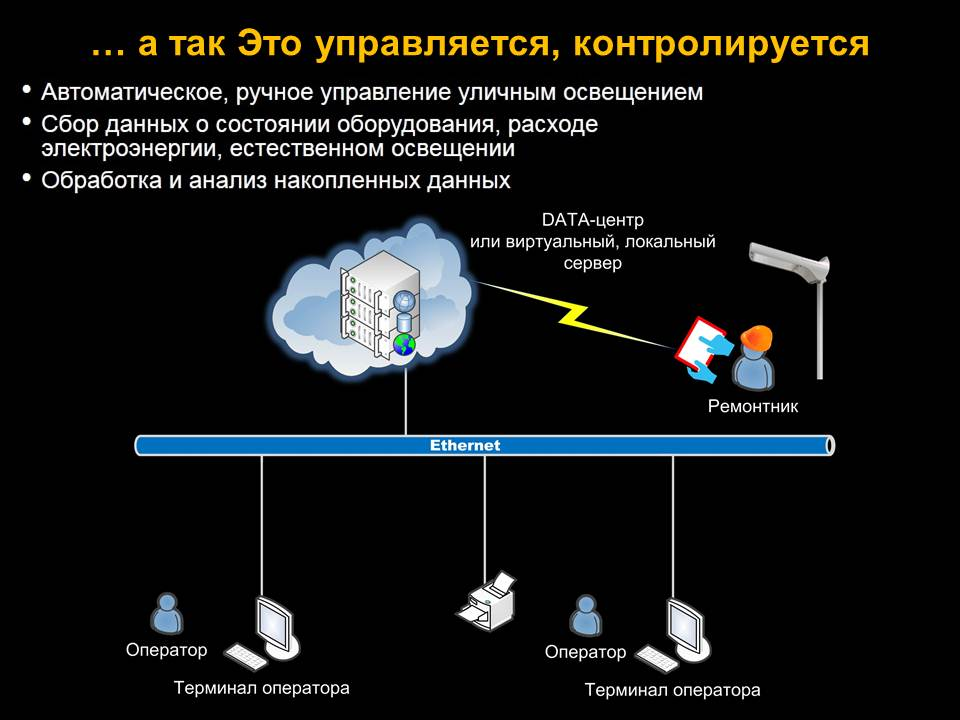 … а так Это управляется, контролируется
• Автоматическое, ручное управление уличным освещением
• Сбор данных о состоянии оборудования, расходе
электроэнергии, естественном освещении
• Обработка и анализ накопленных данных
DATA-центр
или виртуальный, локальный
сервер
Ремонтник
Ethernet
Оператор
Терминал оператора
Оператор
Терминал оператора